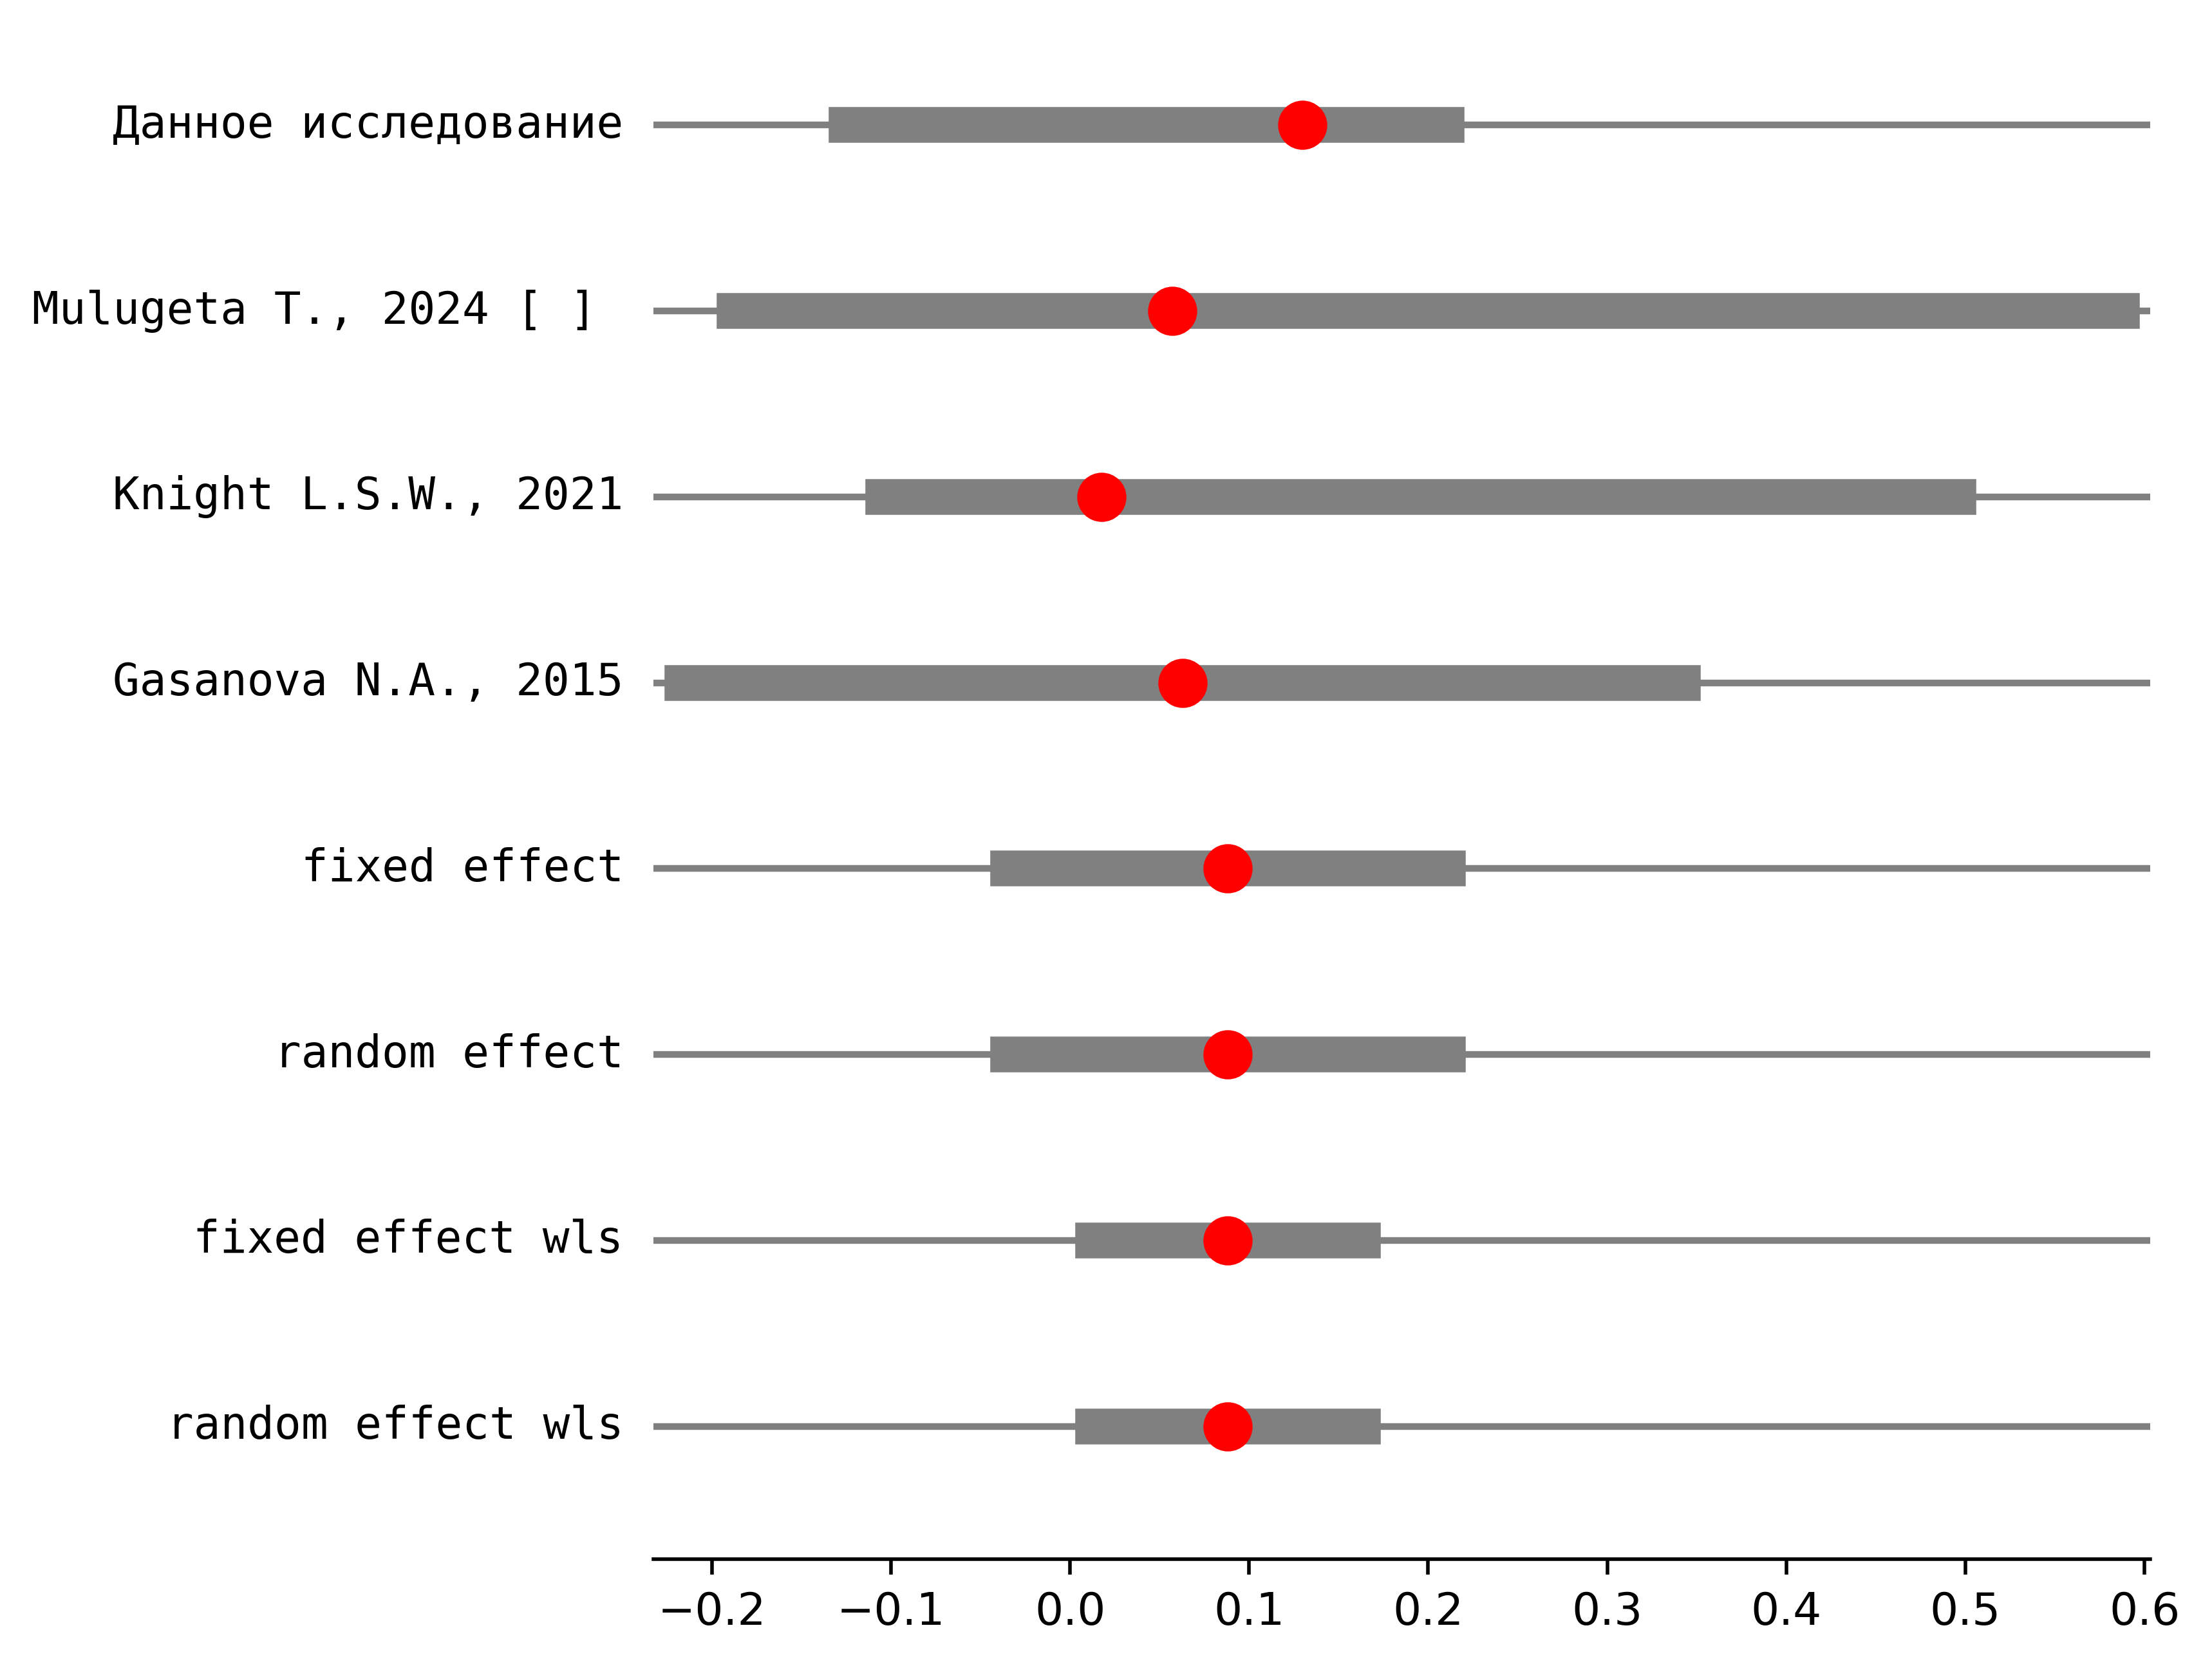 Данное исследование
Mulugeta T., 2024 [ ]
Knight L.S.W., 2021
Gasanova N.A., 2015
fixed effect
random effect
fixed effect wls
random effect wls
−0.2 −0.1 0.0 0.1 0.2 0.3 0.4 0.5 0.6